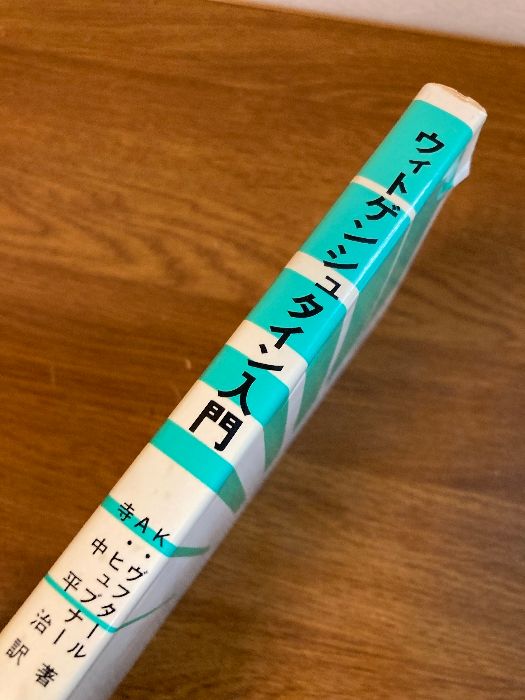 ウィトゲンシュタイン入門
K・ヴフタール
A・ヒュブナー
著
寺中平治訳